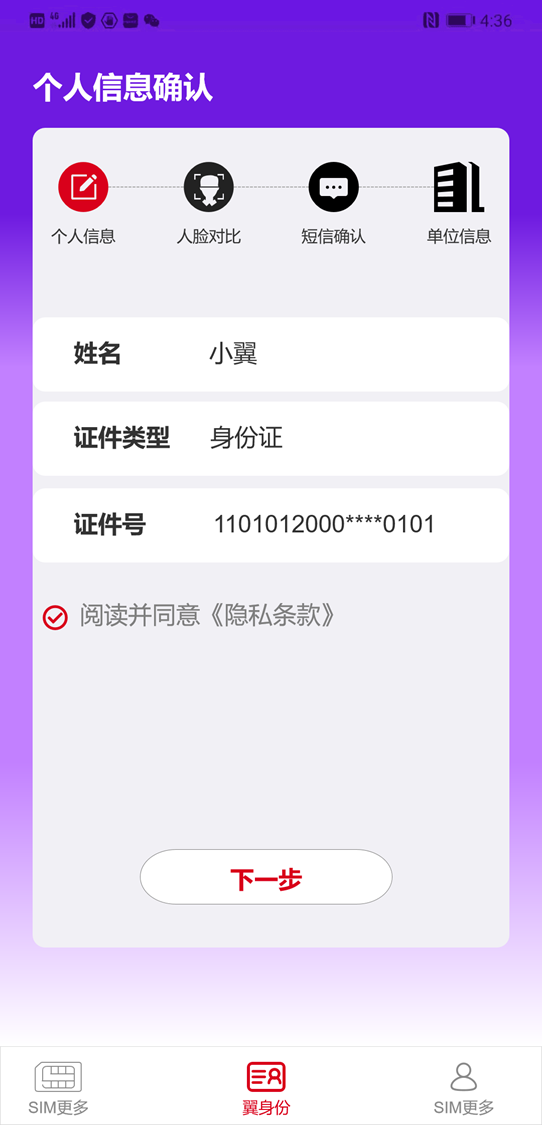 HD 4G 4:36
个人信息确认
个人信息 人脸对比 短信确认 单位信息
姓名 小翼
证件类型 身份证
证件号 1101012000****0101
阅读并同意《隐私条款》
下一步
SIM更多 翼身份 SIM更多